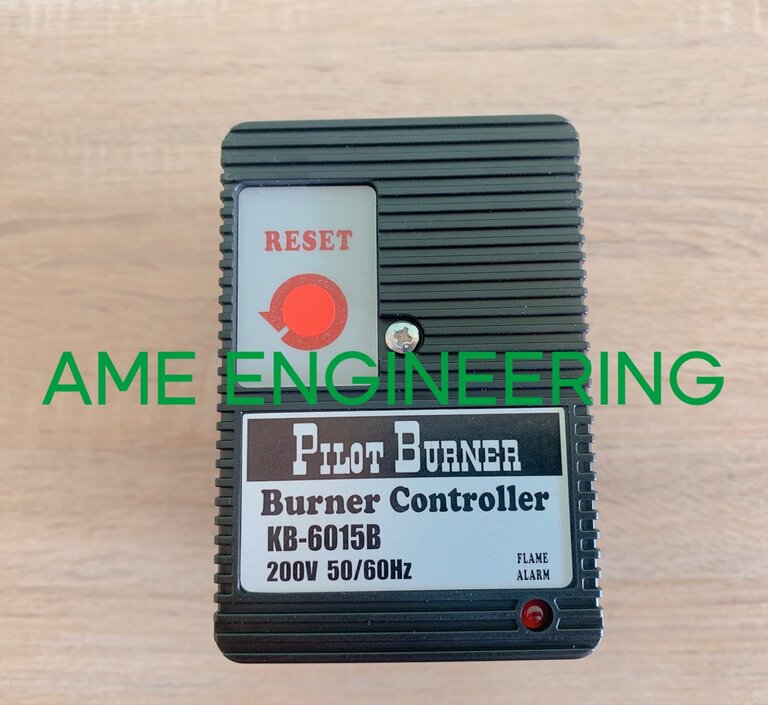 RESET
AME ENGINEERING
PILOT BURNER
Burner Controller
KB-6015B
200V 50/60Hz
FLAME
ALARM